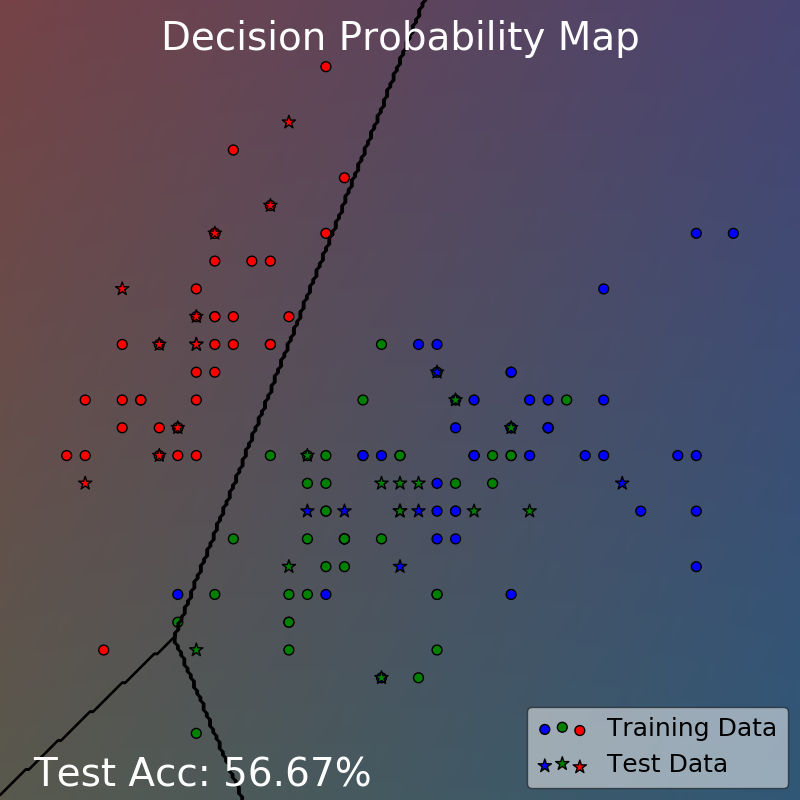 Decision Probability Map
Training Data
Test Data
Test Acc: 56.67%